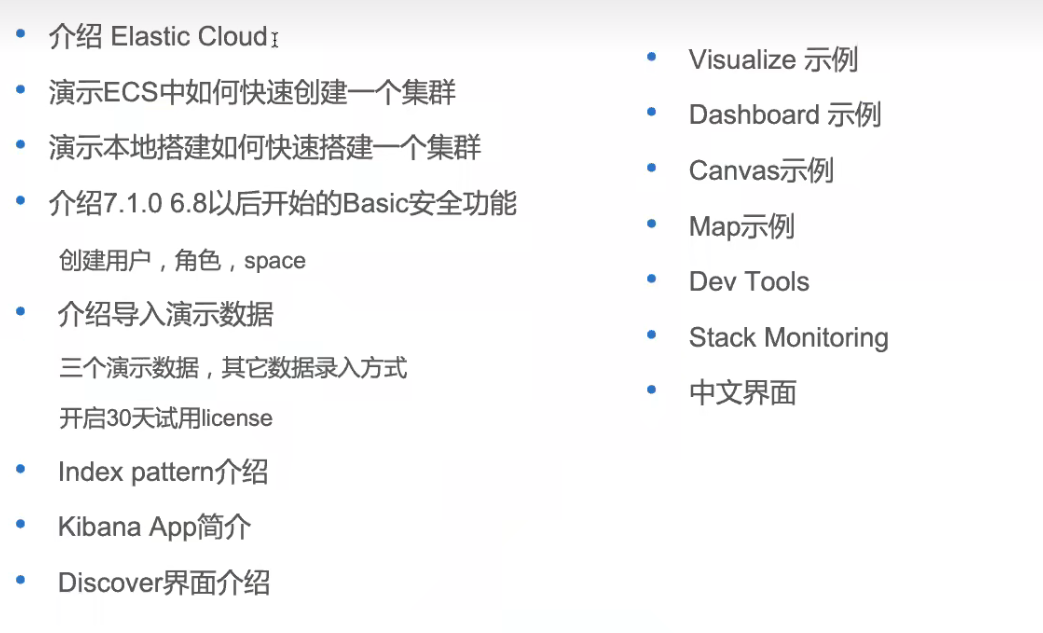 介绍 Elastic Cloud
演示ECS中如何快速创建一个集群
演示本地搭建如何快速搭建一个集群
介绍7.1.0 6.8以后开始的Basic安全功能
创建用户，角色，space
介绍导入演示数据
三个演示数据，其它数据录入方式
开启30天试用license
Index pattern介绍
Kibana App简介
Discover界面介绍
Visualize 示例
Dashboard 示例
Canvas示例
Map示例
Dev Tools
Stack Monitoring
中文界面